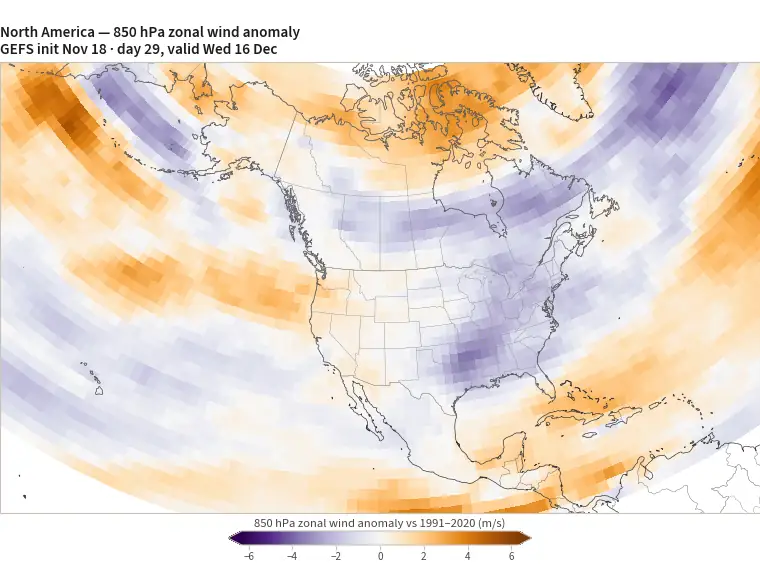 North America — 850 hPa zonal wind anomaly
GEFS init Nov 18 · day 29, valid Wed 16 Dec
850 hPa zonal wind anomaly vs 1991–2020 (m/s)
−6 −4 −2 0 2 4 6